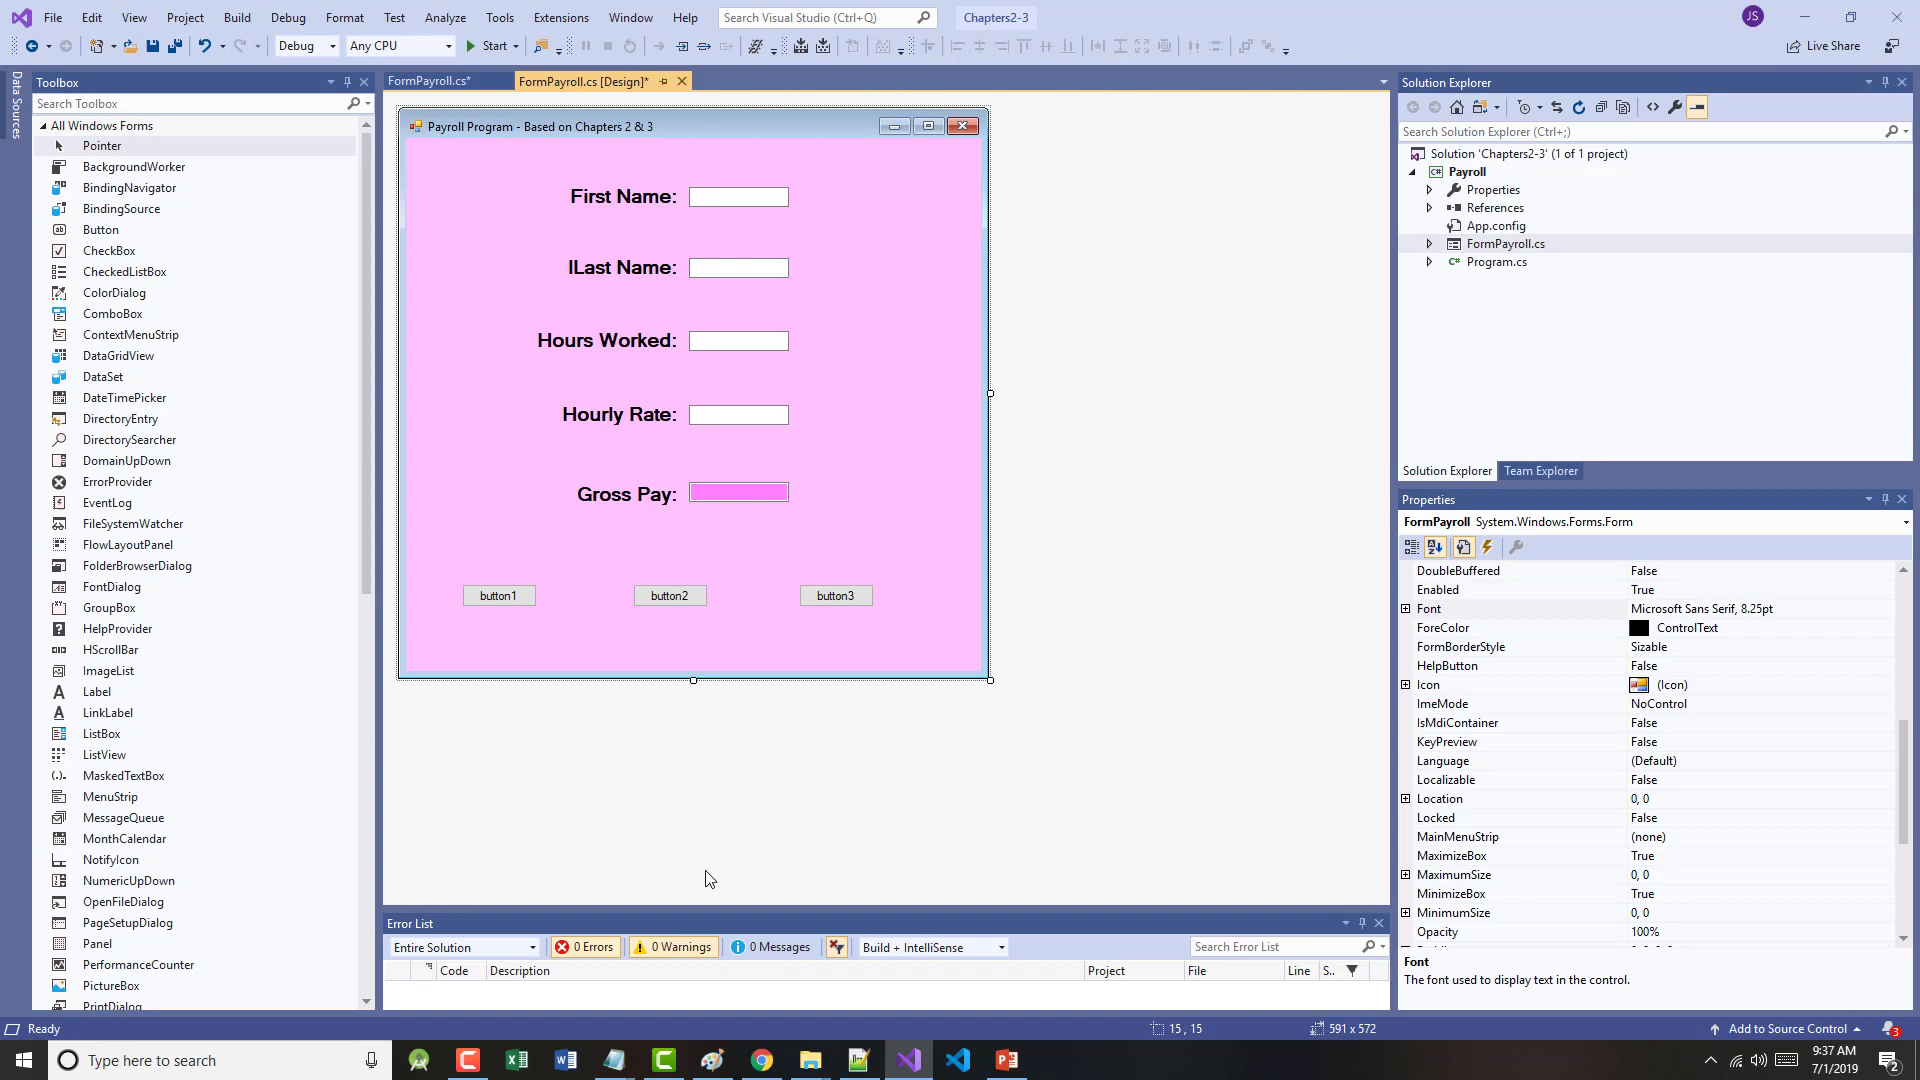 File Edit View Project Build Debug Format Test Analyze Tools Extensions Window Help Search Visual Studio (Ctrl+Q) Chapters2-3 JS
Debug Any CPU Start Live Share
Data Sources
Toolbox
Search Toolbox
All Windows Forms
Pointer
BackgroundWorker
BindingNavigator
BindingSource
Button
CheckBox
CheckedListBox
ColorDialog
ComboBox
ContextMenuStrip
DataGridView
DataSet
DateTimePicker
DirectoryEntry
DirectorySearcher
DomainUpDown
ErrorProvider
EventLog
FileSystemWatcher
FlowLayoutPanel
FolderBrowserDialog
FontDialog
GroupBox
HelpProvider
HScrollBar
ImageList
Label
LinkLabel
ListBox
ListView
MaskedTextBox
MenuStrip
MessageQueue
MonthCalendar
NotifyIcon
NumericUpDown
OpenFileDialog
PageSetupDialog
Panel
PerformanceCounter
PictureBox
PrintDialog
FormPayroll.cs* FormPayroll.cs [Design]*
Payroll Program - Based on Chapters 2 & 3
First Name:
lLast Name:
Hours Worked:
Hourly Rate:
Gross Pay:
button1 button2 button3
Error List
Entire Solution 0 Errors 0 Warnings 0 Messages Build + IntelliSense Search Error List
Code Description Project File Line S..
Solution Explorer
Search Solution Explorer (Ctrl+;)
Solution 'Chapters2-3' (1 of 1 project)
C# Payroll
Properties
References
App.config
FormPayroll.cs
C# Program.cs
Solution Explorer Team Explorer
Properties
FormPayroll System.Windows.Forms.Form
DoubleBuffered False
Enabled True
Font Microsoft Sans Serif, 8.25pt
ForeColor ControlText
FormBorderStyle Sizable
HelpButton False
Icon (Icon)
ImeMode NoControl
IsMdiContainer False
KeyPreview False
Language (Default)
Localizable False
Location 0, 0
Locked False
MainMenuStrip (none)
MaximizeBox True
MaximumSize 0, 0
MinimizeBox True
MinimumSize 0, 0
Opacity 100%
Font
The font used to display text in the control.
Ready 15 , 15 591 x 572 Add to Source Control 3
Type here to search 9:37 AM
7/1/2019 2